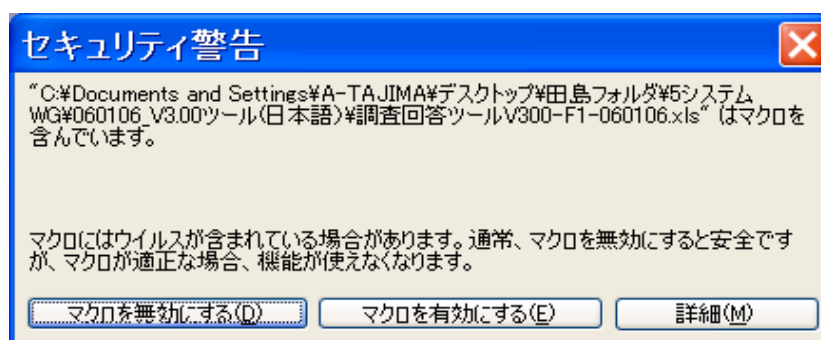 セキュリティ警告
“C:¥Documents and Settings¥A-TAJIMA¥デスクトップ¥田島フォルダ¥5システム
WG¥060106_V3.00ツール(日本語)¥調査回答ツールV300-F1-060106.xls” はマクロを
含んでいます。
マクロにはウイルスが含まれている場合があります。通常、マクロを無効にすると安全です
が、マクロが適正な場合、機能が使えなくなります。
マクロを無効にする(D) マクロを有効にする(E) 詳細(M)